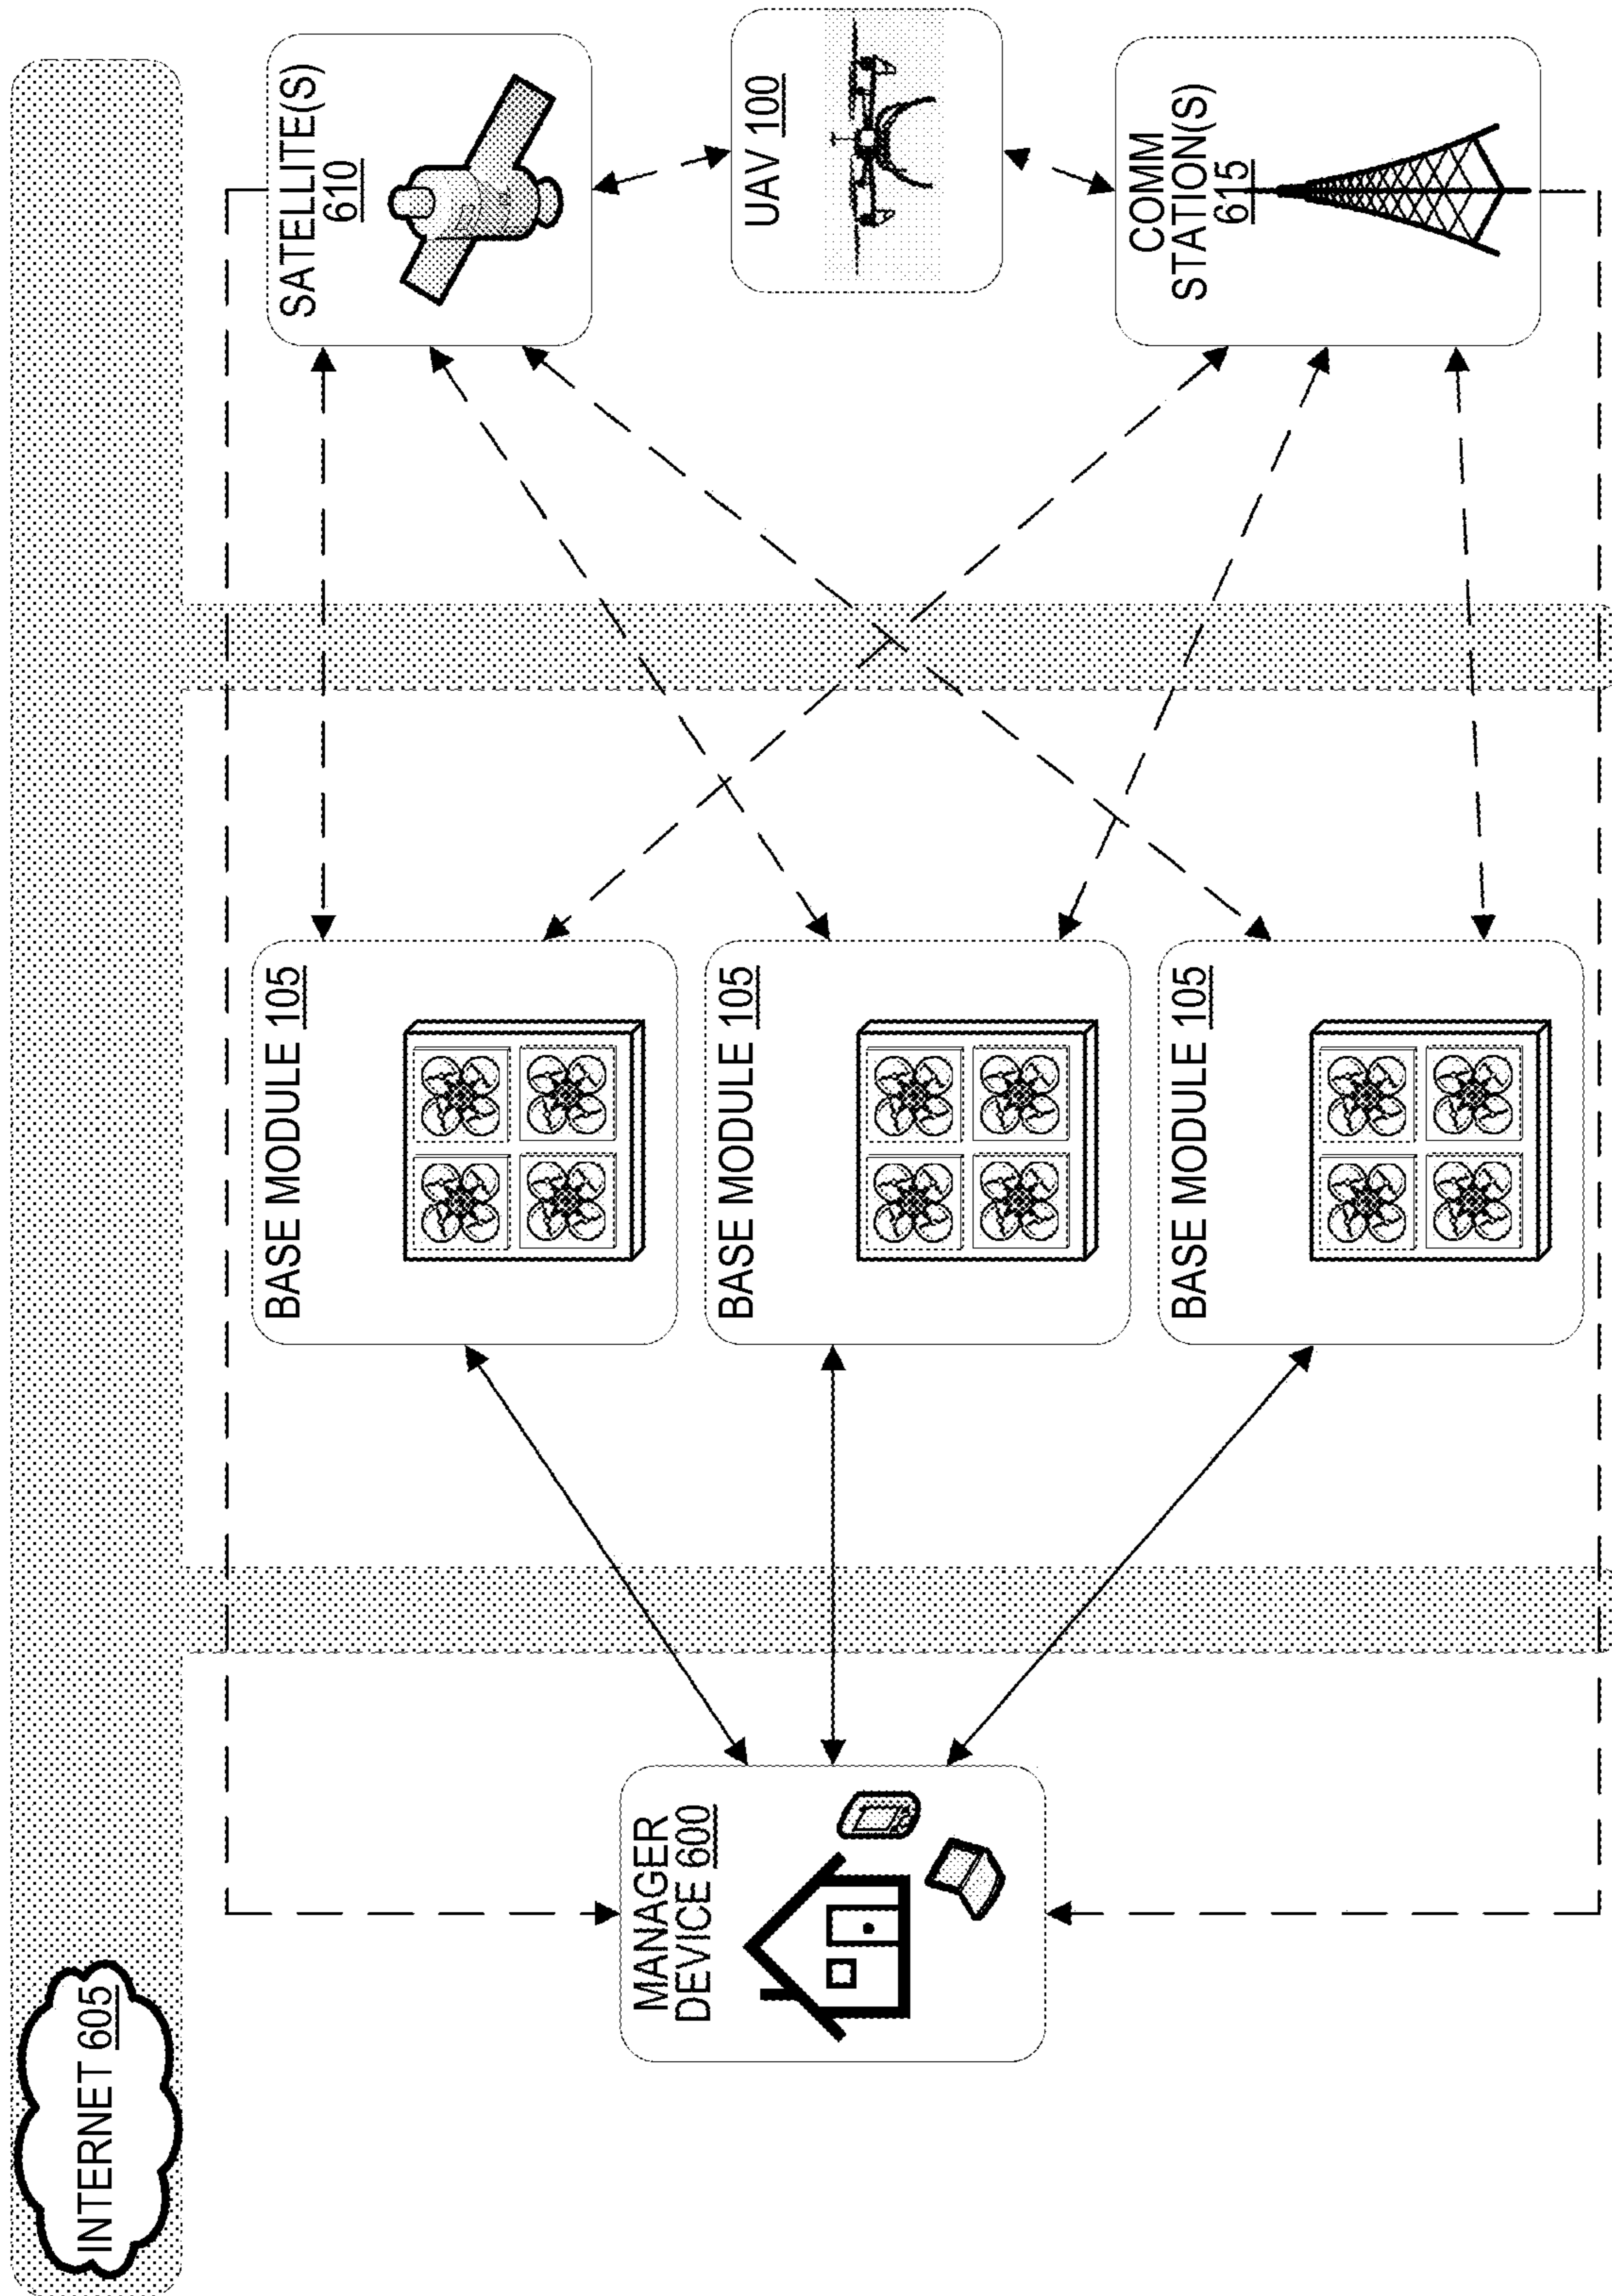 INTERNET 605
MANAGER
DEVICE 600
BASE MODULE 105
BASE MODULE 105
BASE MODULE 105
SATELLITE(S)
610
UAV 100
COMM
STATION(S)
615